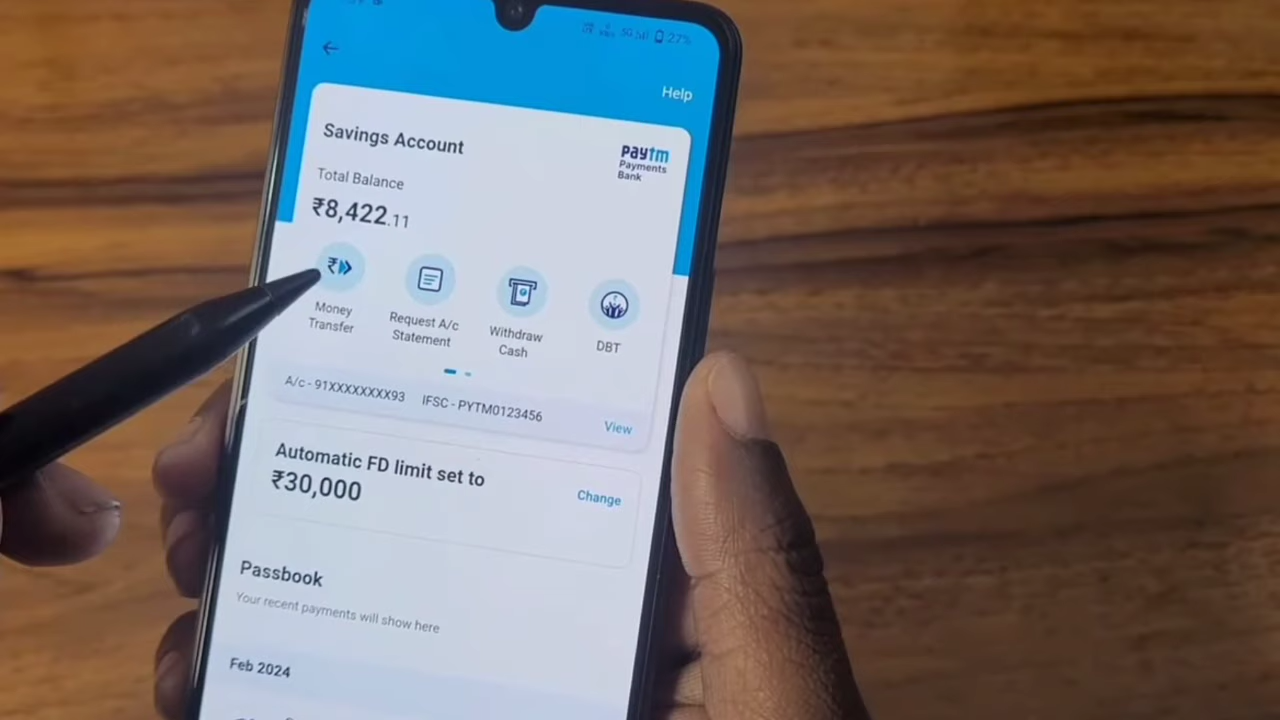 27%
Help
Savings Account
paytm
Payments
Bank
Total Balance
₹8,422.11
Money
Transfer
Request A/c
Statement
Withdraw
Cash
DBT
A/c - 91XXXXXXXX93 IFSC - PYTM0123456
View
Automatic FD limit set to
₹30,000
Change
Passbook
Your recent payments will show here
Feb 2024